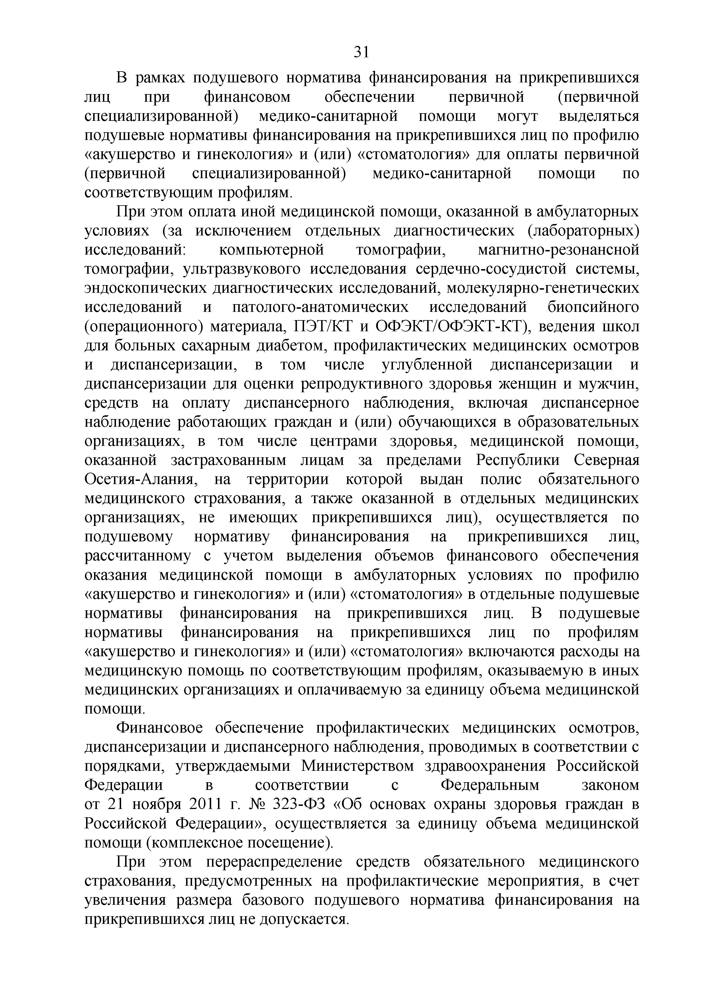 31
В рамках подушевого норматива финансирования на прикрепившихся
лиц при финансовом обеспечении первичной (первичной
специализированной) медико-санитарной помощи могут выделяться
подушевые нормативы финансирования на прикрепившихся лиц по профилю
«акушерство и гинекология» и (или) «стоматология» для оплаты первичной
(первичной специализированной) медико-санитарной помощи по
соответствующим профилям.
При этом оплата иной медицинской помощи, оказанной в амбулаторных
условиях (за исключением отдельных диагностических (лабораторных)
исследований: компьютерной томографии, магнитно-резонансной
томографии, ультразвукового исследования сердечно-сосудистой системы,
эндоскопических диагностических исследований, молекулярно-генетических
исследований и патолого-анатомических исследований биопсийного
(операционного) материала, ПЭТ/КТ и ОФЭКТ/ОФЭКТ-КТ), ведения школ
для больных сахарным диабетом, профилактических медицинских осмотров
и диспансеризации, в том числе углубленной диспансеризации и
диспансеризации для оценки репродуктивного здоровья женщин и мужчин,
средств на оплату диспансерного наблюдения, включая диспансерное
наблюдение работающих граждан и (или) обучающихся в образовательных
организациях, в том числе центрами здоровья, медицинской помощи,
оказанной застрахованным лицам за пределами Республики Северная
Осетия-Алания, на территории которой выдан полис обязательного
медицинского страхования, а также оказанной в отдельных медицинских
организациях, не имеющих прикрепившихся лиц), осуществляется по
подушевому нормативу финансирования на прикрепившихся лиц,
рассчитанному с учетом выделения объемов финансового обеспечения
оказания медицинской помощи в амбулаторных условиях по профилю
«акушерство и гинекология» и (или) «стоматология» в отдельные подушевые
нормативы финансирования на прикрепившихся лиц. В подушевые
нормативы финансирования на прикрепившихся лиц по профилям
«акушерство и гинекология» и (или) «стоматология» включаются расходы на
медицинскую помощь по соответствующим профилям, оказываемую в иных
медицинских организациях и оплачиваемую за единицу объема медицинской
помощи.
Финансовое обеспечение профилактических медицинских осмотров,
диспансеризации и диспансерного наблюдения, проводимых в соответствии с
порядками, утверждаемыми Министерством здравоохранения Российской
Федерации в соответствии с Федеральным законом
от 21 ноября 2011 г. № 323-ФЗ «Об основах охраны здоровья граждан в
Российской Федерации», осуществляется за единицу объема медицинской
помощи (комплексное посещение).
При этом перераспределение средств обязательного медицинского
страхования, предусмотренных на профилактические мероприятия, в счет
увеличения размера базового подушевого норматива финансирования на
прикрепившихся лиц не допускается.